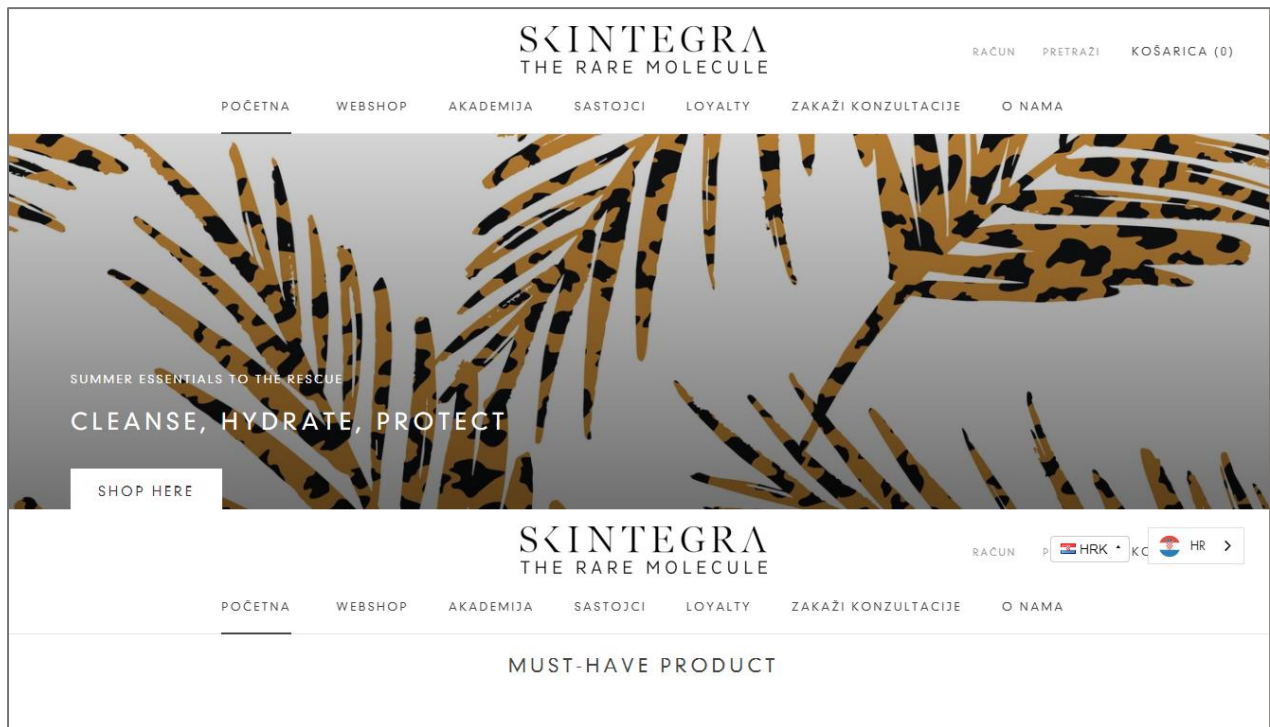 SKINTEGRA
THE RARE MOLECULE
RAČUN PRETRAŽI KOŠARICA (0)
POČETNA WEBSHOP AKADEMIJA SASTOJCI LOYALTY ZAKAŽI KONZULTACIJE O NAMA
SUMMER ESSENTIALS TO THE RESCUE
CLEANSE, HYDRATE, PROTECT
SHOP HERE
SKINTEGRA
THE RARE MOLECULE
RAČUN P HRK KO HR
POČETNA WEBSHOP AKADEMIJA SASTOJCI LOYALTY ZAKAŽI KONZULTACIJE O NAMA
MUST-HAVE PRODUCT